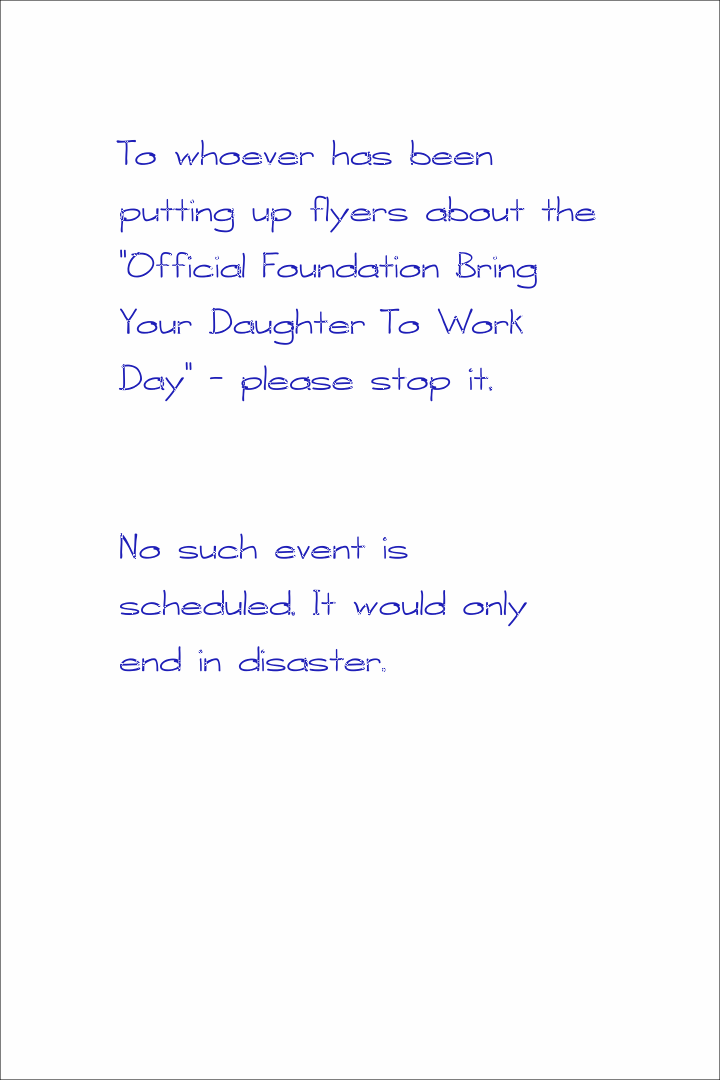 To whoever has been
putting up flyers about the
"Official Foundation Bring
Your Daughter To Work
Day" - please stop it.
No such event is
scheduled. It would only
end in disaster.